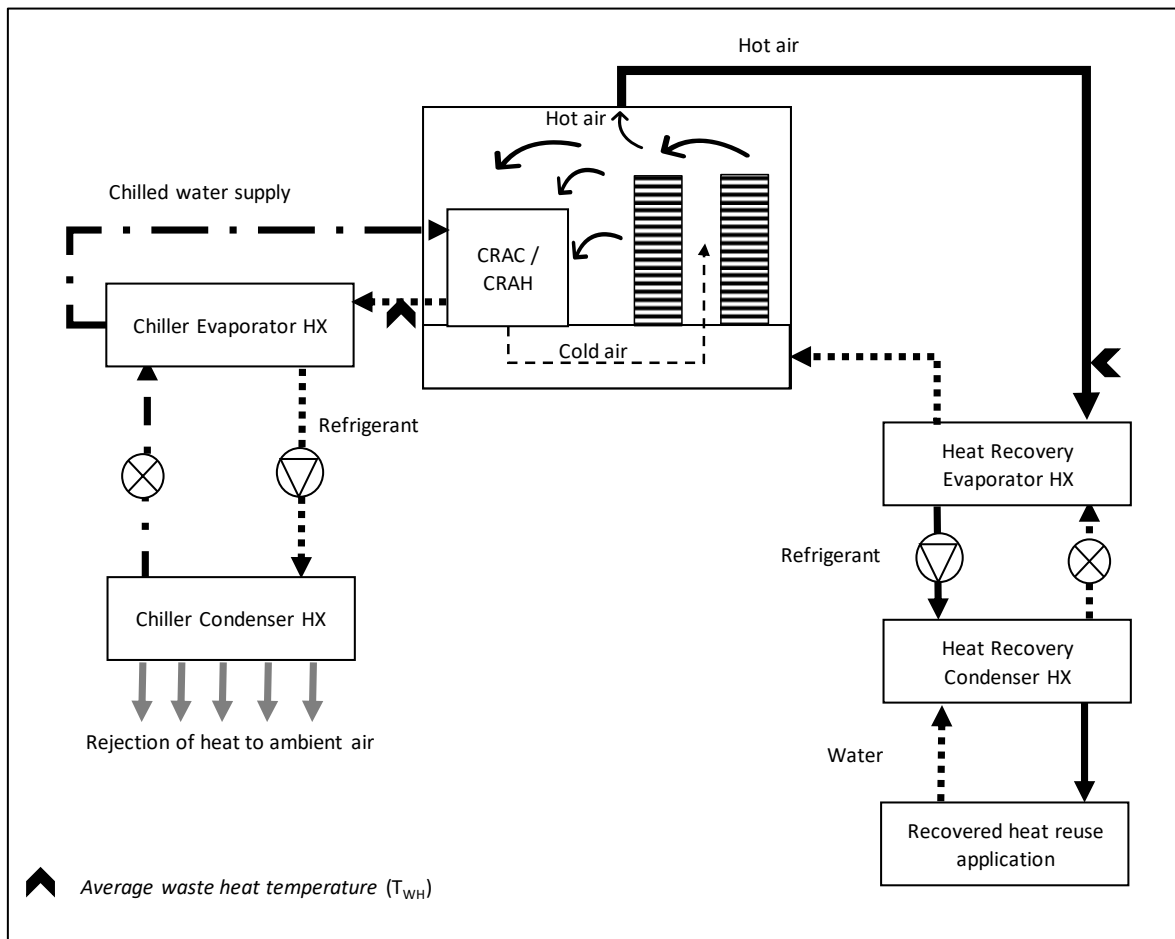 Hot air
Hot air
Chilled water supply
CRAC /
CRAH
Chiller Evaporator HX
Cold air
Refrigerant
Heat Recovery
Evaporator HX
Refrigerant
Chiller Condenser HX
Heat Recovery
Condenser HX
Rejection of heat to ambient air
Water
Recovered heat reuse
application
Average waste heat temperature (TWH)